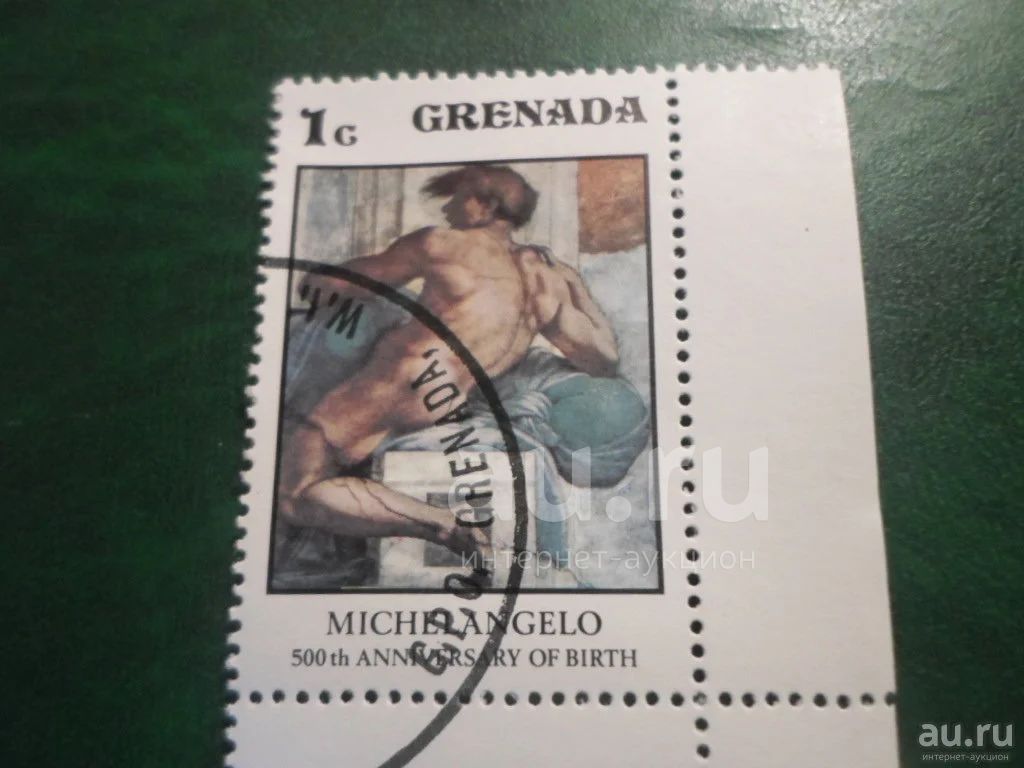 1c GRENADA
G.P.O. GRENADA, W.I.
MICHELANGELO
500th ANNIVERSARY OF BIRTH
au.ru
интернет-аукцион
au.ru
интернет-аукцион